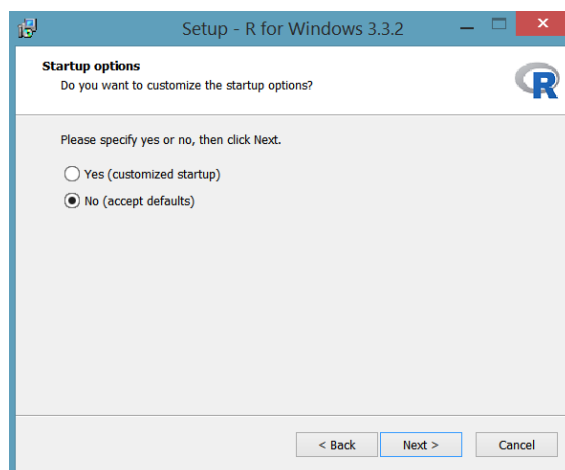 Setup - R for Windows 3.3.2
Startup options
Do you want to customize the startup options?
R
Please specify yes or no, then click Next.
Yes (customized startup)
No (accept defaults)
< Back Next > Cancel